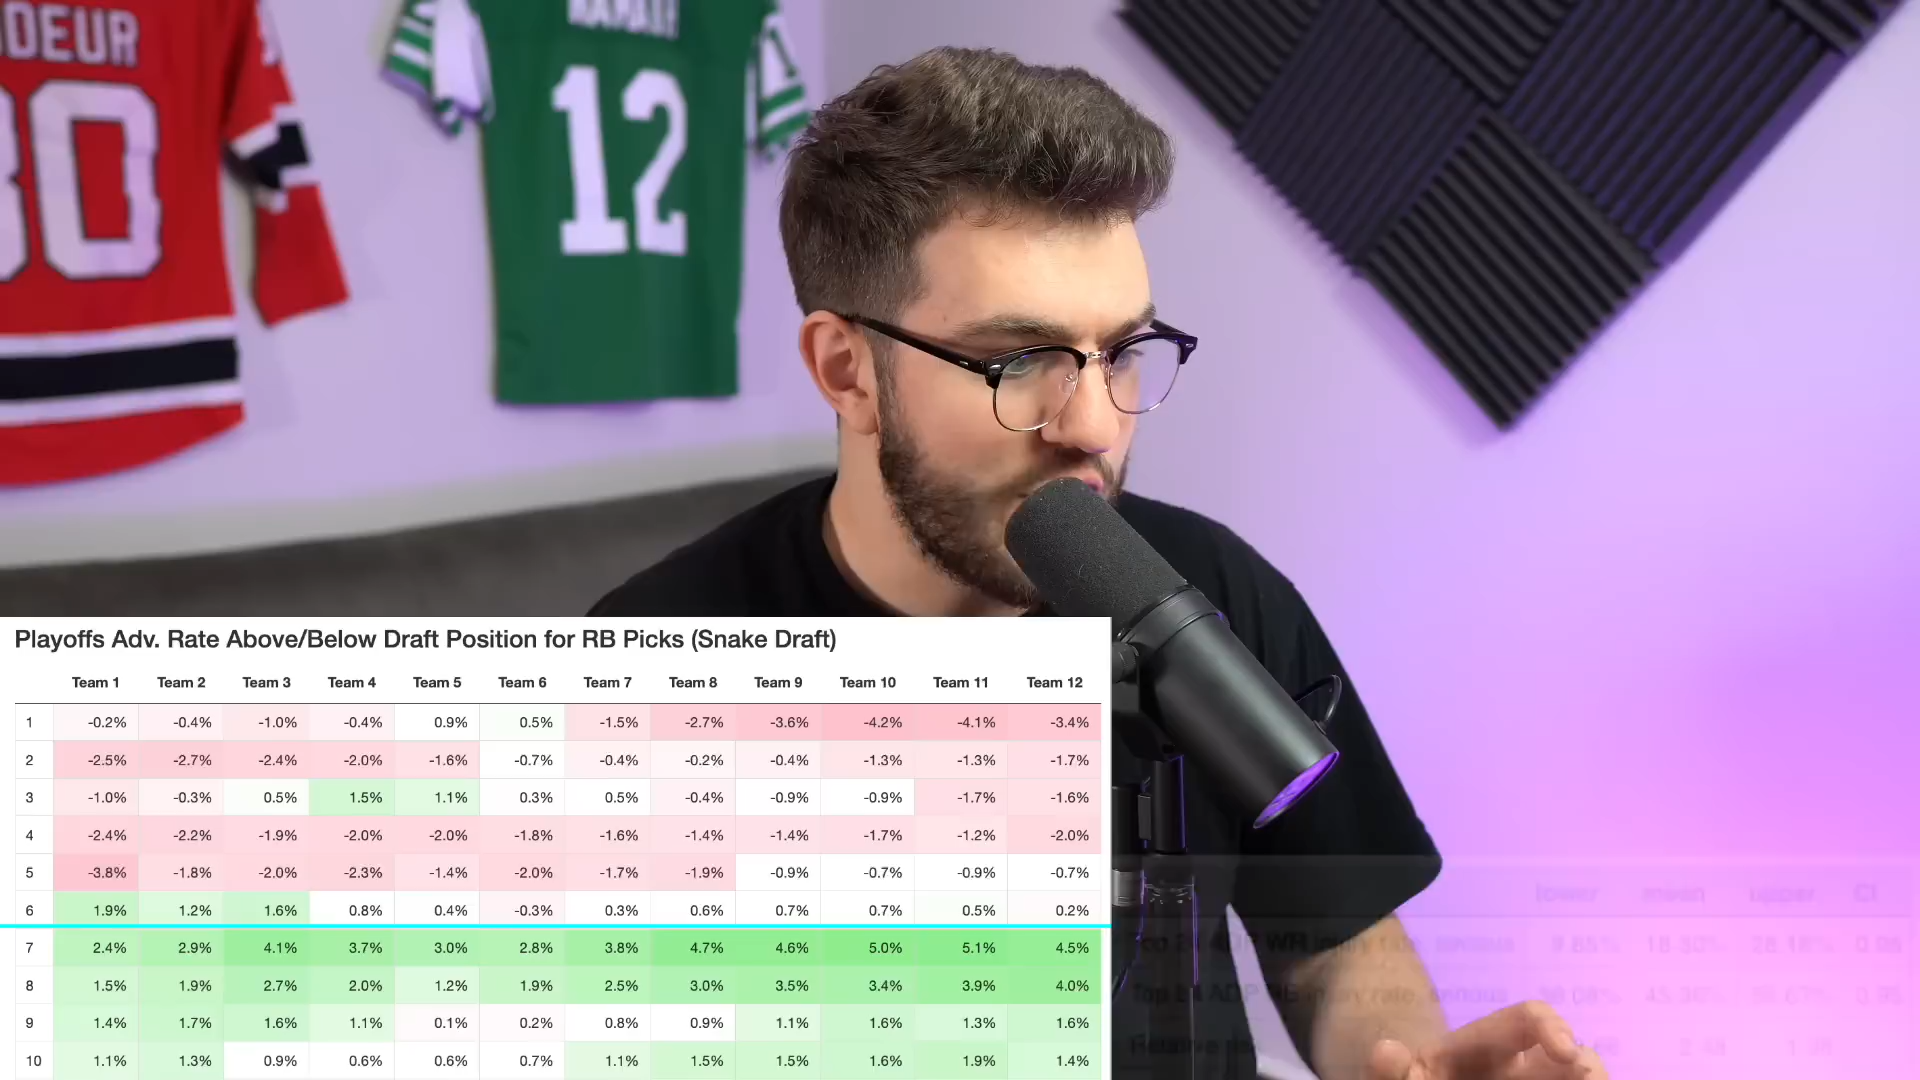 ODEUR
30
12
Playoffs Adv. Rate Above/Below Draft Position for RB Picks (Snake Draft)
Team 1 Team 2 Team 3 Team 4 Team 5 Team 6 Team 7 Team 8 Team 9 Team 10 Team 11 Team 12
1 -0.2% -0.4% -1.0% -0.4% 0.9% 0.5% -1.5% -2.7% -3.6% -4.2% -4.1% -3.4%
2 -2.5% -2.7% -2.4% -2.0% -1.6% -0.7% -0.4% -0.2% -0.4% -1.3% -1.3% -1.7%
3 -1.0% -0.3% 0.5% 1.5% 1.1% 0.3% 0.5% -0.4% -0.9% -0.9% -1.7% -1.6%
4 -2.4% -2.2% -1.9% -2.0% -2.0% -1.8% -1.6% -1.4% -1.4% -1.7% -1.2% -2.0%
5 -3.8% -1.8% -2.0% -2.3% -1.4% -2.0% -1.7% -1.9% -0.9% -0.7% -0.9% -0.7%
6 1.9% 1.2% 1.6% 0.8% 0.4% -0.3% 0.3% 0.6% 0.7% 0.7% 0.5% 0.2%
7 2.4% 2.9% 4.1% 3.7% 3.0% 2.8% 3.8% 4.7% 4.6% 5.0% 5.1% 4.5%
8 1.5% 1.9% 2.7% 2.0% 1.2% 1.9% 2.5% 3.0% 3.5% 3.4% 3.9% 4.0%
9 1.4% 1.7% 1.6% 1.1% 0.1% 0.2% 0.8% 0.9% 1.1% 1.6% 1.3% 1.6%
10 1.1% 1.3% 0.9% 0.6% 0.6% 0.7% 1.1% 1.5% 1.5% 1.6% 1.9% 1.4%
lower mean upper CI